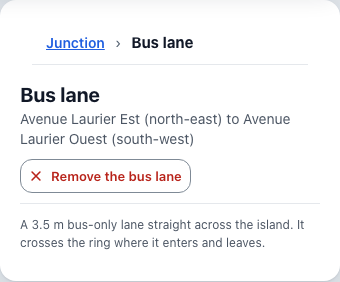 Junction › Bus lane
Bus lane
Avenue Laurier Est (north-east) to Avenue
Laurier Ouest (south-west)
✕ Remove the bus lane
A 3.5 m bus-only lane straight across the island. It
crosses the ring where it enters and leaves.